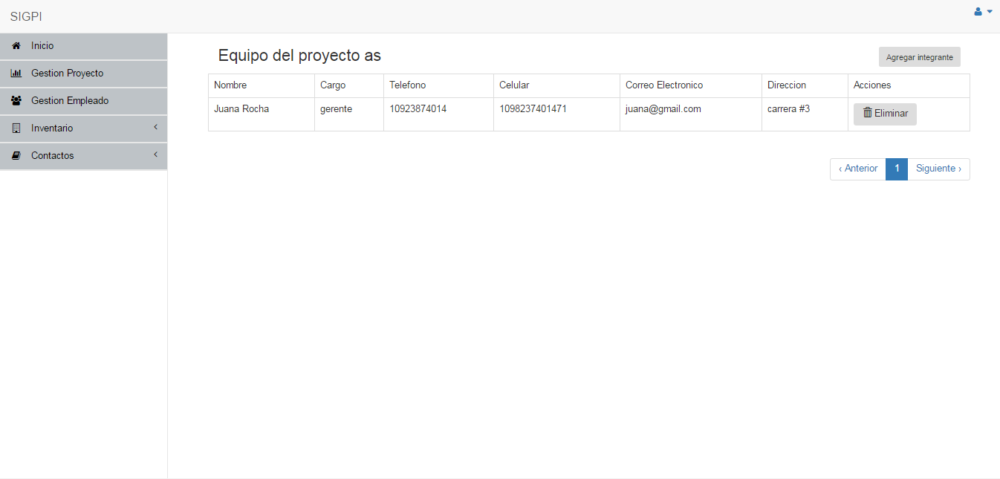 SIGPI
Inicio
Gestion Proyecto
Gestion Empleado
Inventario
Contactos
Equipo del proyecto as
Agregar integrante
Nombre Cargo Telefono Celular Correo Electronico Direccion Acciones
Juana Rocha gerente 10923874014 1098237401471 juana@gmail.com carrera #3 Eliminar
‹ Anterior 1 Siguiente ›